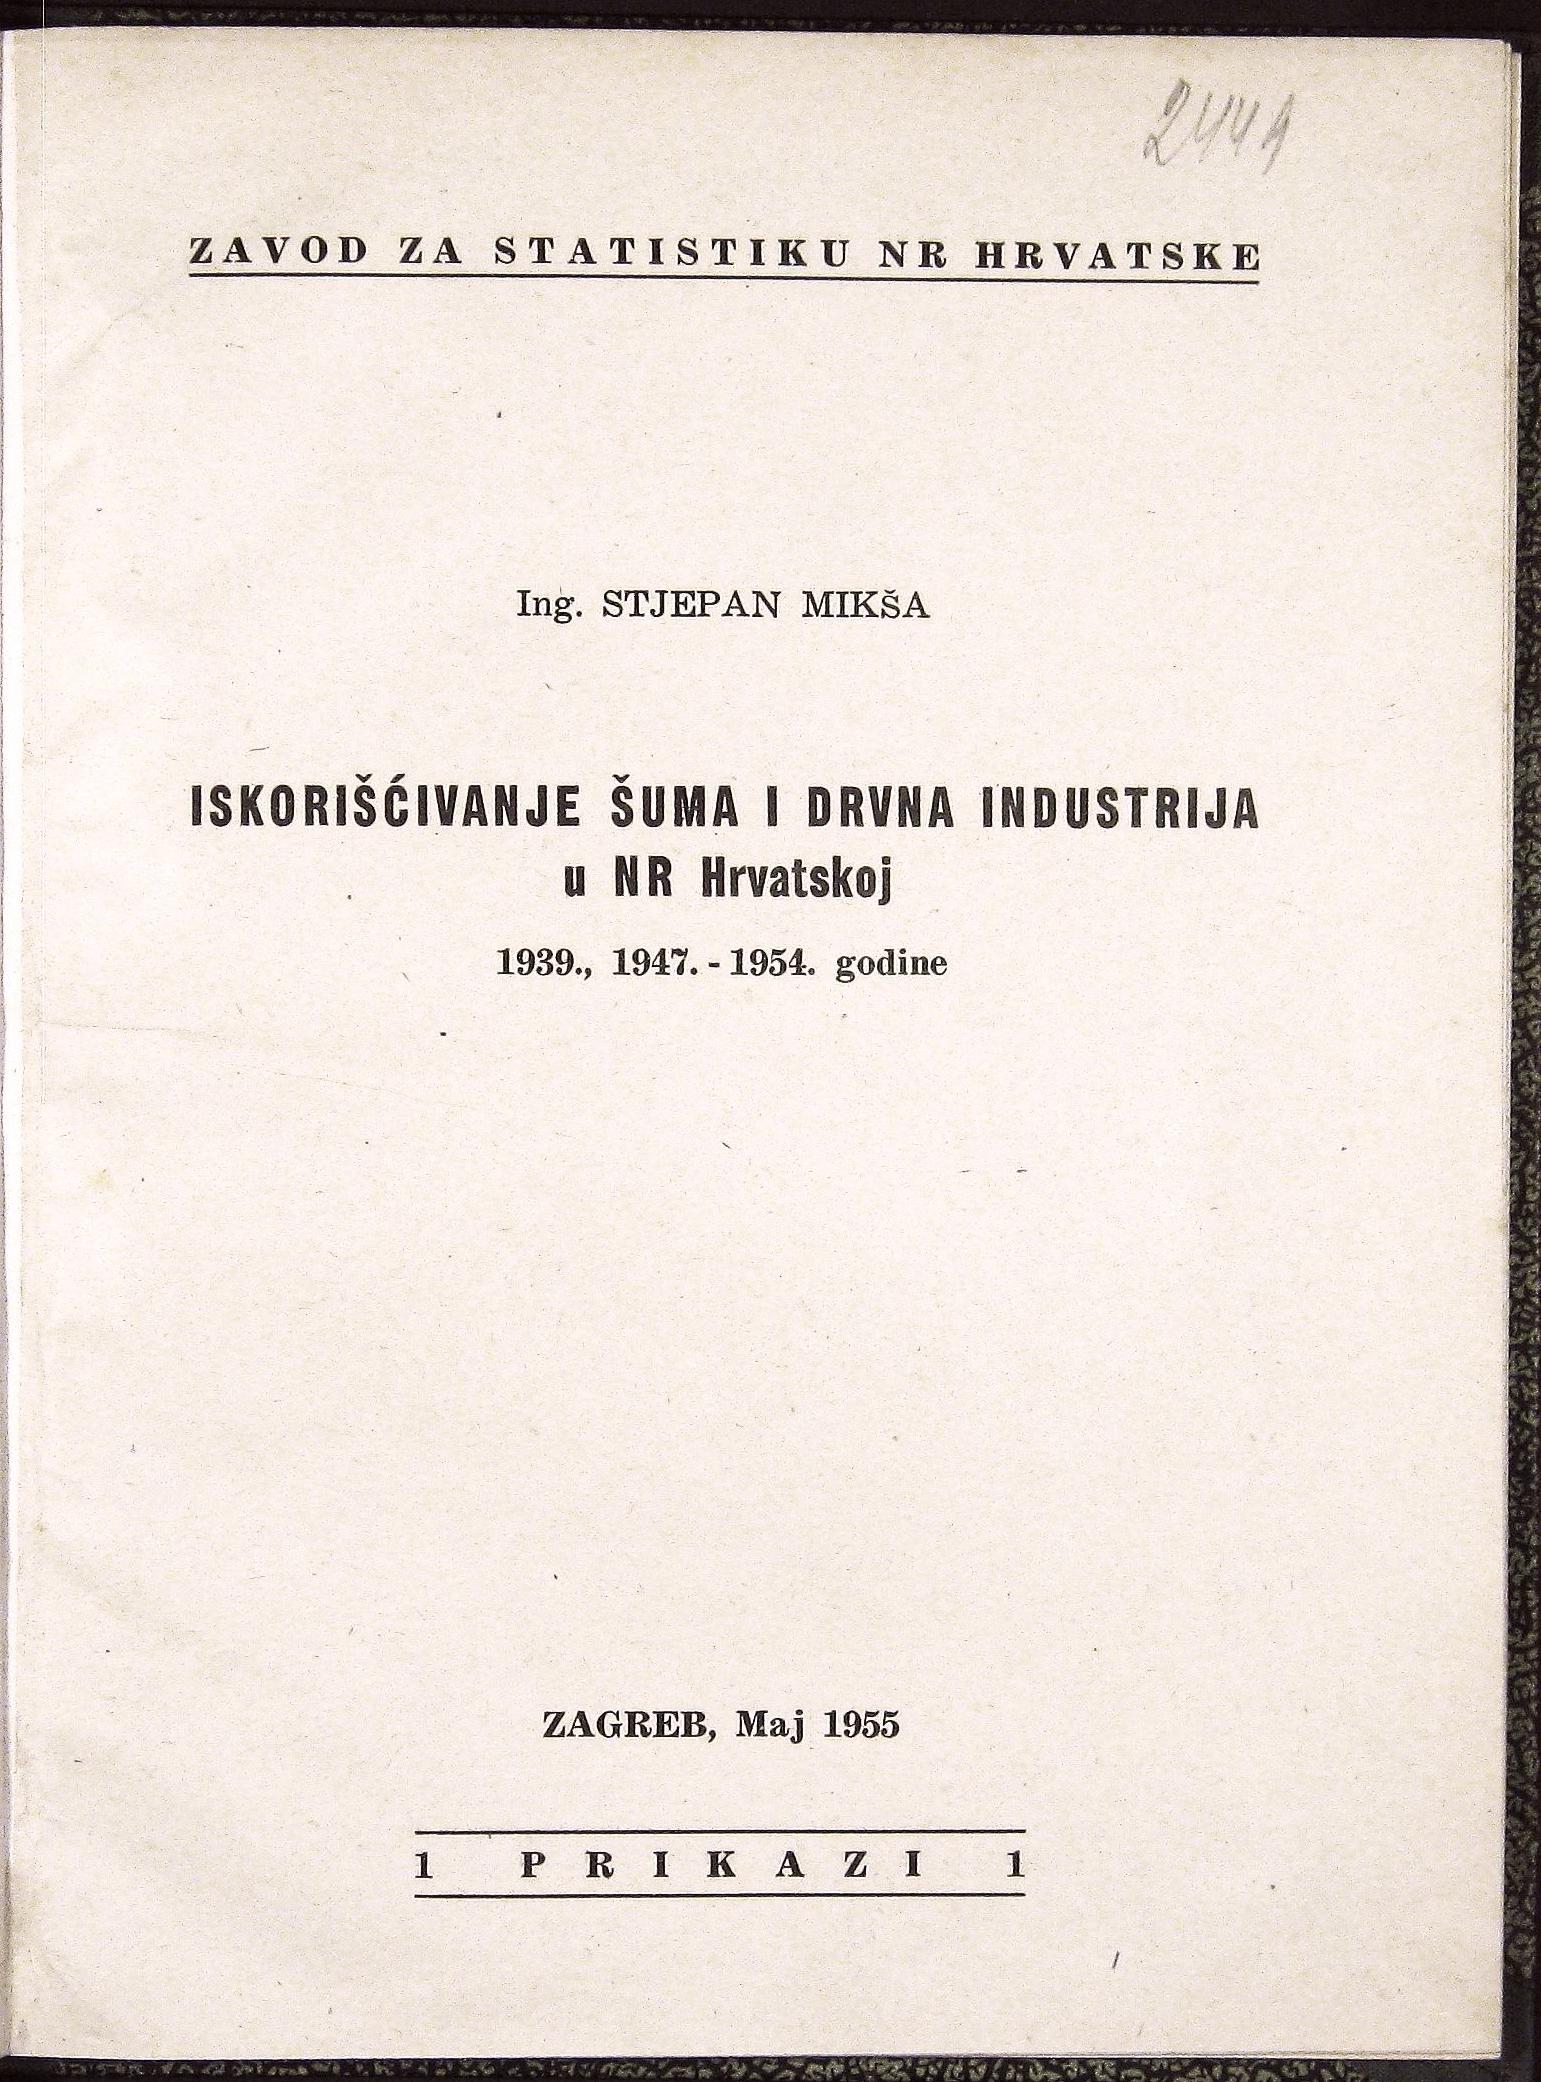 2449
ZAVOD ZA STATISTIKU NR HRVATSKE
Ing. STJEPAN MIKŠA
ISKORIŠĆIVANJE ŠUMA I DRVNA INDUSTRIJA
u NR Hrvatskoj
1939., 1947. - 1954. godine
ZAGREB, Maj 1955
1 PRIKAZI 1